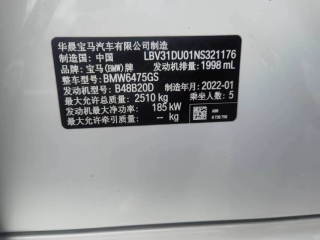 华晨宝马汽车有限公司制造
制造国: 中国 LBV31DU01NS321176
品牌: 宝马(BMW)牌 发动机排量: 1998 mL
整车型号: BMW6475GS
发动机型号: B48B20D 制造年月: 2022-01
最大允许总质量: 2510 kg 乘坐人数: 5
发动机最大净功率: 185 kW
最大允许牵引质量: -- kg